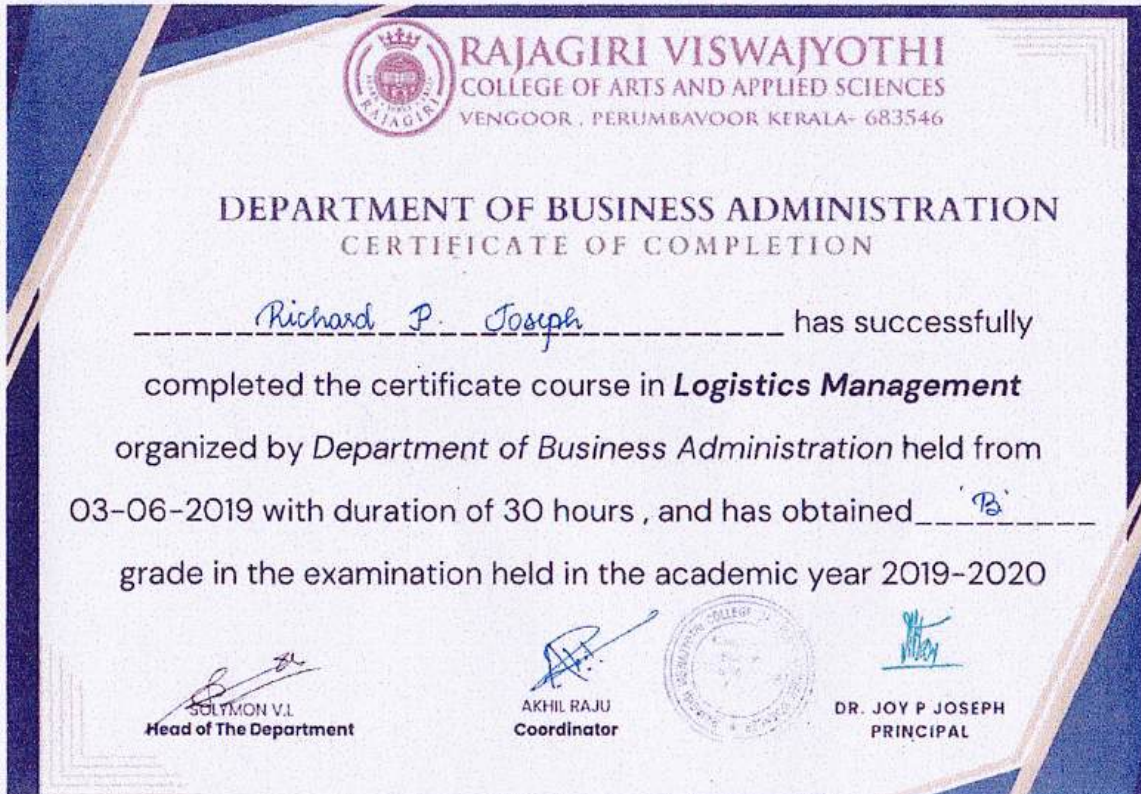 RAJAGIRI VISWAJYOTHI
COLLEGE OF ARTS AND APPLIED SCIENCES
VENGOOR, PERUMBAVOOR KERALA- 683546
RAJAGIRI
DEPARTMENT OF BUSINESS ADMINISTRATION
CERTIFICATE OF COMPLETION
Richard P. Joseph has successfully
completed the certificate course in Logistics Management
organized by Department of Business Administration held from
03-06-2019 with duration of 30 hours , and has obtained 'B'
grade in the examination held in the academic year 2019-2020
COLLEGE
SOLYMON V.L
Head of The Department
AKHIL RAJU
Coordinator
DR. JOY P JOSEPH
PRINCIPAL